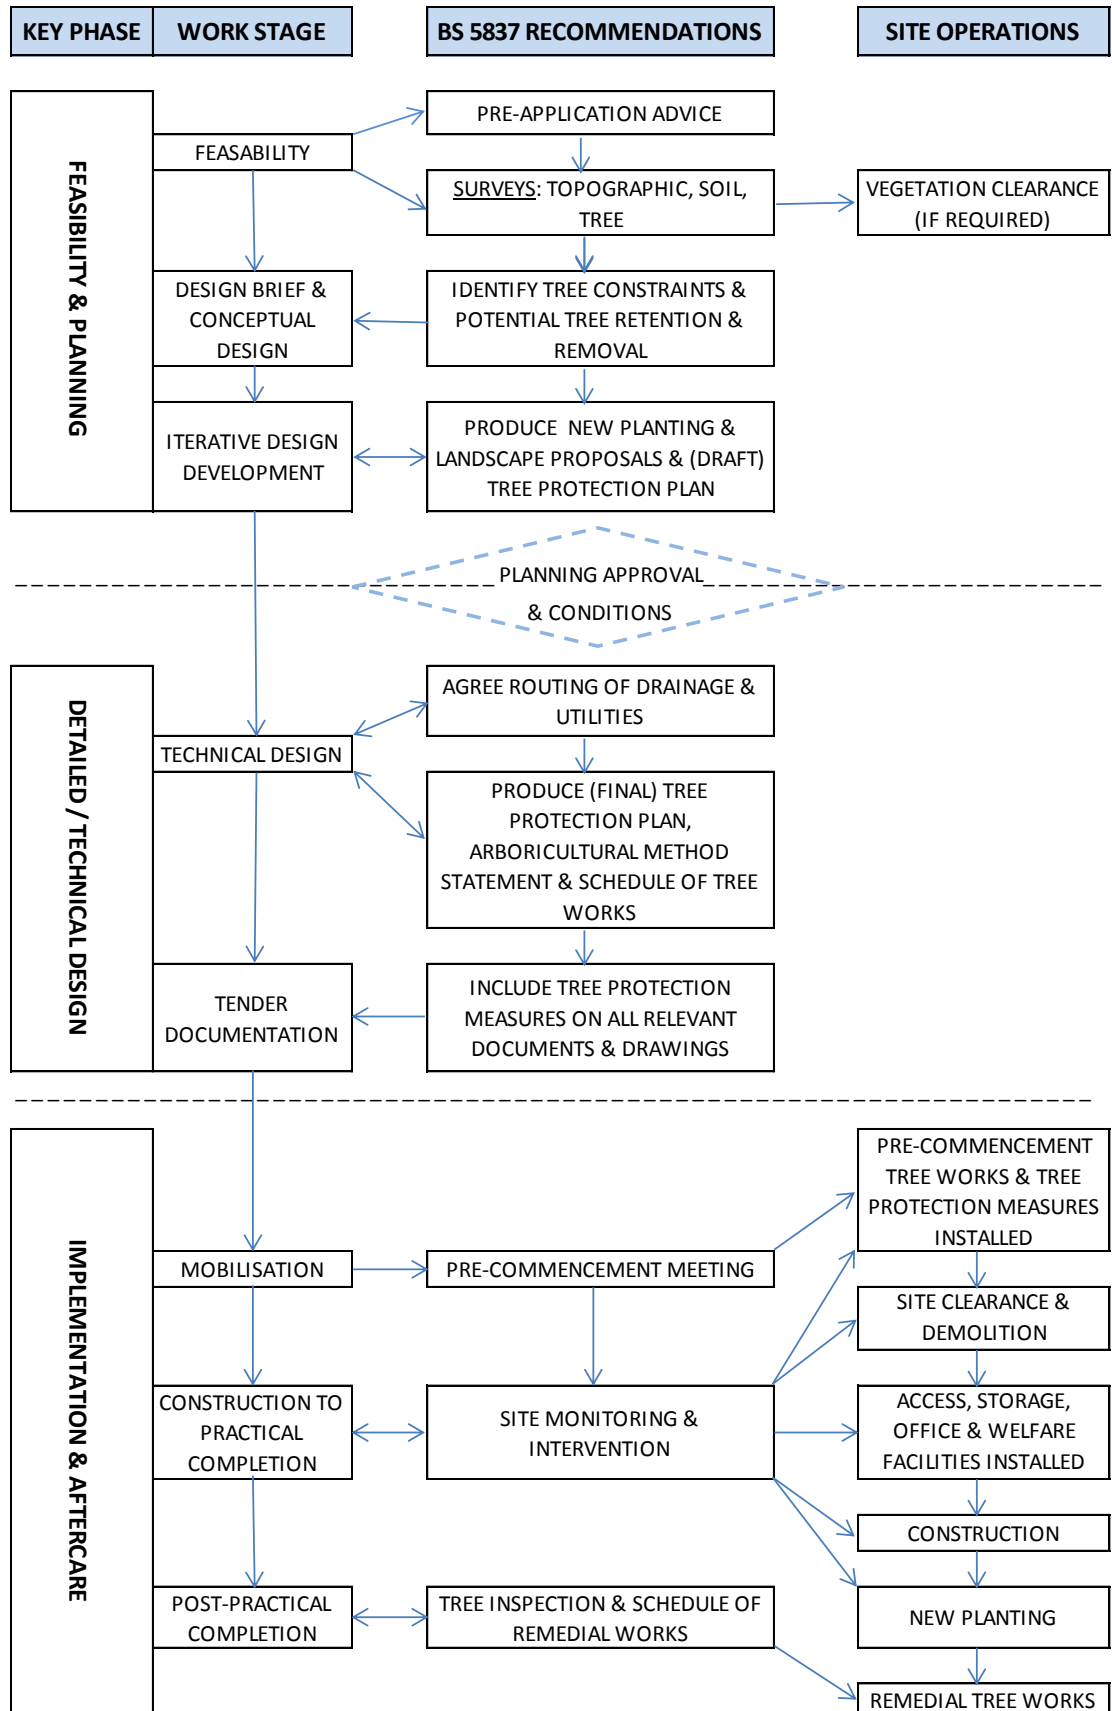 KEY PHASE
WORK STAGE
BS 5837 RECOMMENDATIONS
SITE OPERATIONS
FEASIBILITY & PLANNING
FEASABILITY
PRE-APPLICATION ADVICE
SURVEYS: TOPOGRAPHIC, SOIL,
TREE
VEGETATION CLEARANCE
(IF REQUIRED)
DESIGN BRIEF &
CONCEPTUAL
DESIGN
IDENTIFY TREE CONSTRAINTS &
POTENTIAL TREE RETENTION &
REMOVAL
ITERATIVE DESIGN
DEVELOPMENT
PRODUCE NEW PLANTING &
LANDSCAPE PROPOSALS & (DRAFT)
TREE PROTECTION PLAN
PLANNING APPROVAL
& CONDITIONS
DETAILED / TECHNICAL DESIGN
TECHNICAL DESIGN
AGREE ROUTING OF DRAINAGE &
UTILITIES
PRODUCE (FINAL) TREE
PROTECTION PLAN,
ARBORICULTURAL METHOD
STATEMENT & SCHEDULE OF TREE
WORKS
TENDER
DOCUMENTATION
INCLUDE TREE PROTECTION
MEASURES ON ALL RELEVANT
DOCUMENTS & DRAWINGS
IMPLEMENTATION & AFTERCARE
MOBILISATION
PRE-COMMENCEMENT MEETING
PRE-COMMENCEMENT
TREE WORKS & TREE
PROTECTION MEASURES
INSTALLED
SITE CLEARANCE &
DEMOLITION
CONSTRUCTION TO
PRACTICAL
COMPLETION
SITE MONITORING &
INTERVENTION
ACCESS, STORAGE,
OFFICE & WELFARE
FACILITIES INSTALLED
CONSTRUCTION
POST-PRACTICAL
COMPLETION
TREE INSPECTION & SCHEDULE OF
REMEDIAL WORKS
NEW PLANTING
REMEDIAL TREE WORKS